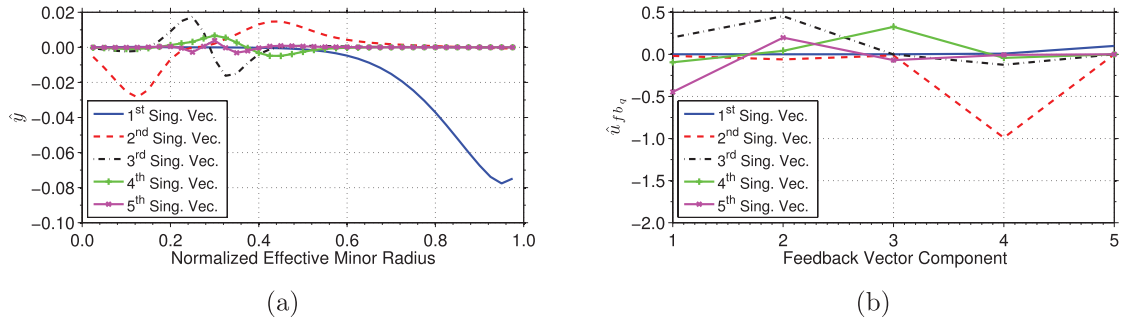 0.02
0.00
−0.02
−0.04
−0.06
−0.08
−0.10
ŷ
1st Sing. Vec.
2nd Sing. Vec.
3rd Sing. Vec.
4th Sing. Vec.
5th Sing. Vec.
0.0 0.2 0.4 0.6 0.8 1.0
Normalized Effective Minor Radius
(a)
0.5
0.0
−0.5
−1.0
−1.5
−2.0
û_{fb_q}
1st Sing. Vec.
2nd Sing. Vec.
3rd Sing. Vec.
4th Sing. Vec.
5th Sing. Vec.
1 2 3 4 5
Feedback Vector Component
(b)